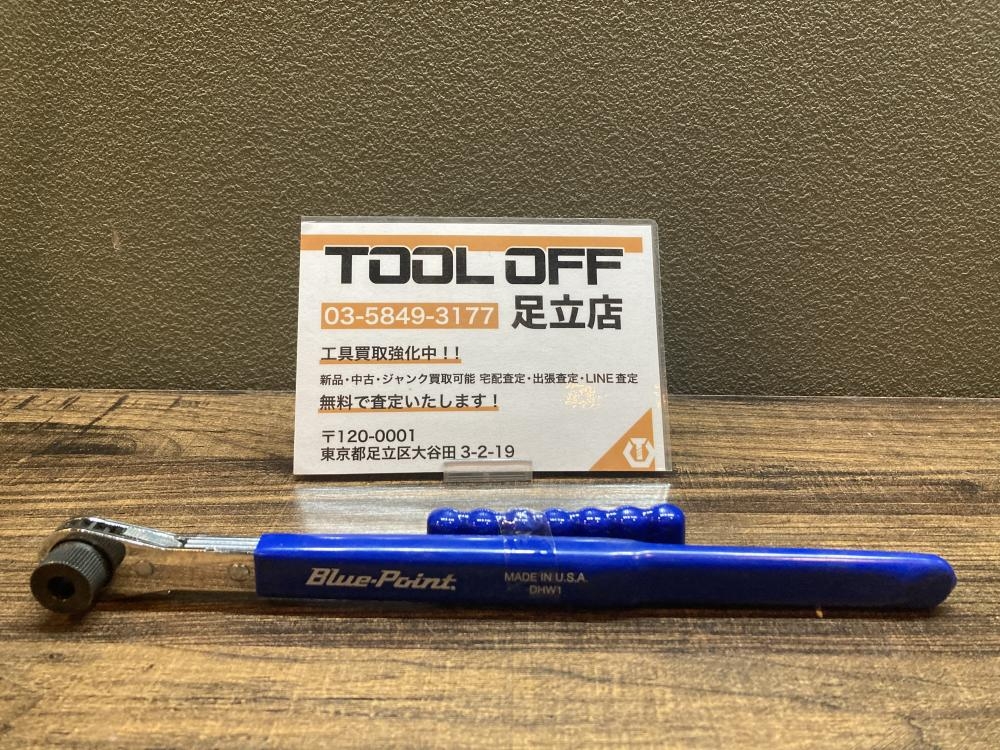 TOOL OFF
03-5849-3177 足立店
工具買取強化中！！
新品・中古・ジャンク買取可能 宅配査定・出張査定・LINE査定
無料で査定いたします！
〒120-0001
東京都足立区大谷田 3-2-19
Blue-Point®
MADE IN U.S.A.
DHW1